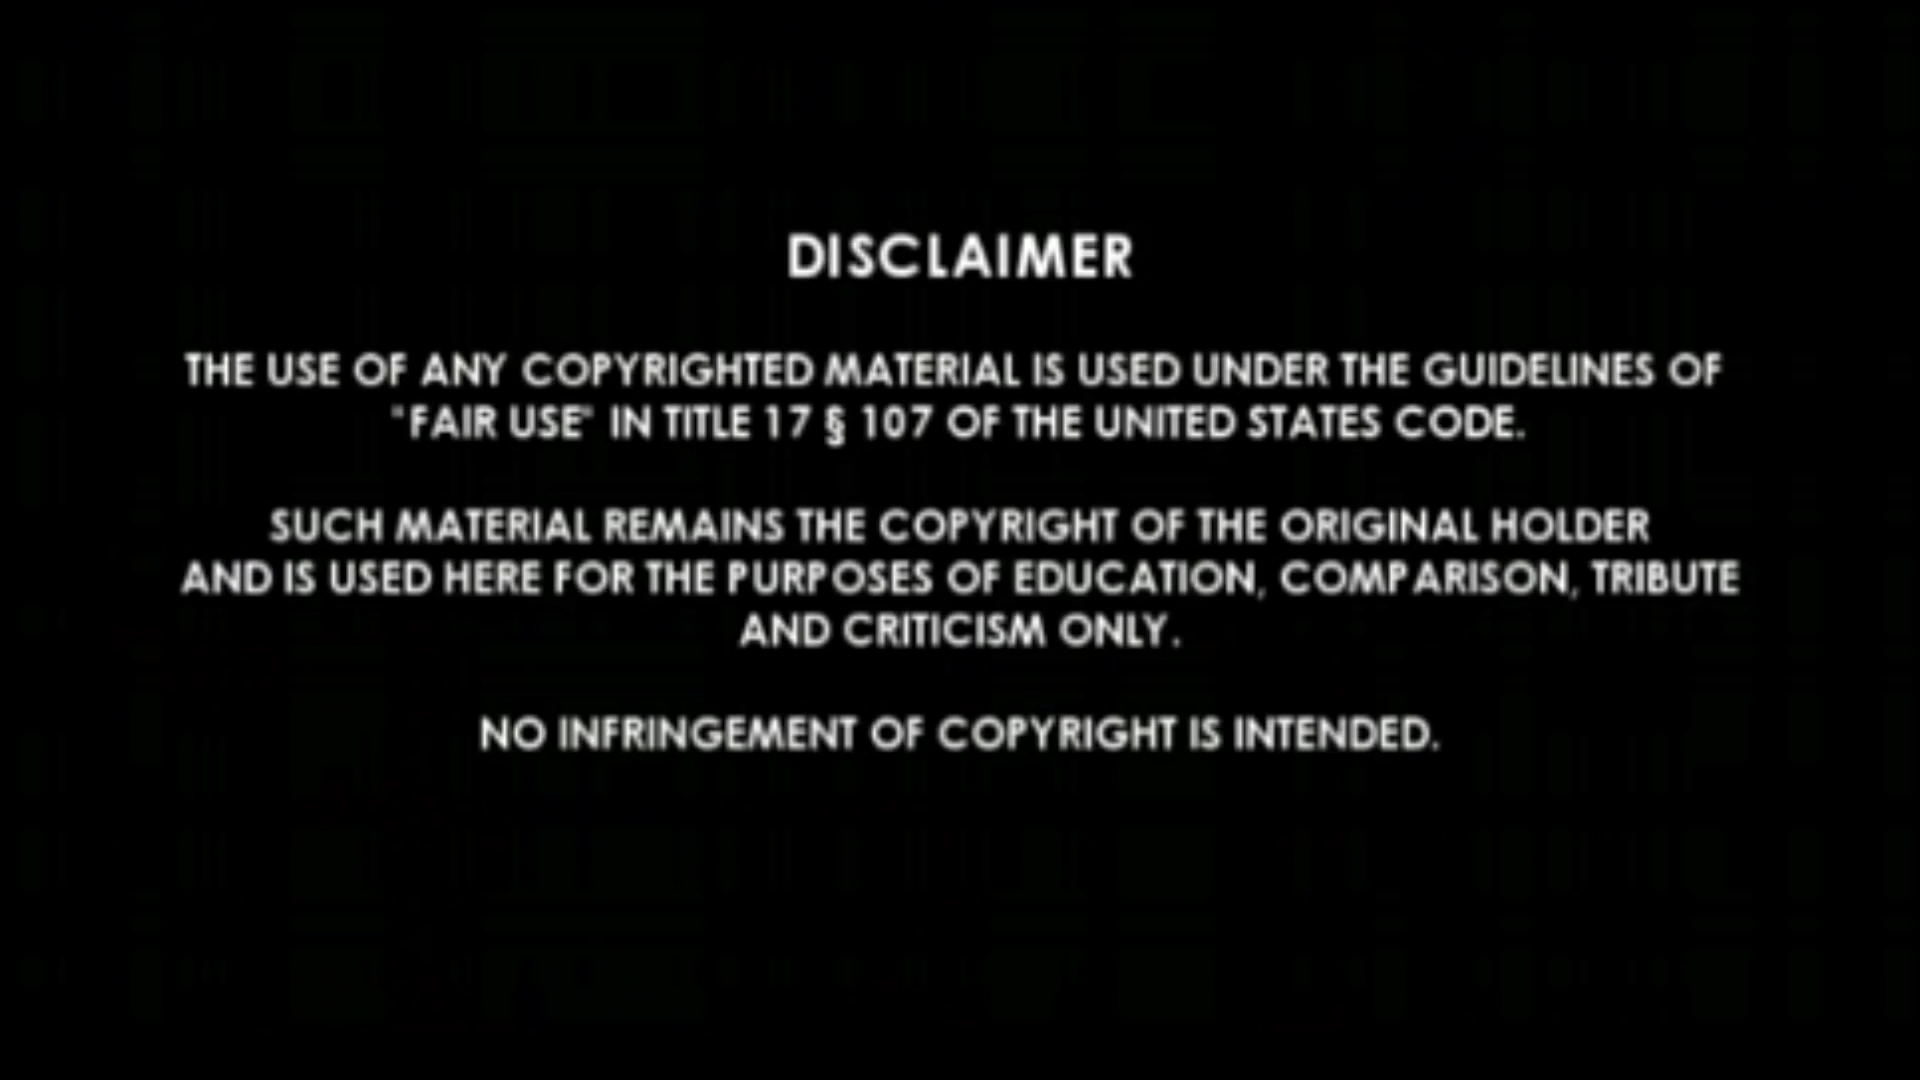 DISCLAIMER
THE USE OF ANY COPYRIGHTED MATERIAL IS USED UNDER THE GUIDELINES OF
"FAIR USE" IN TITLE 17 § 107 OF THE UNITED STATES CODE.
SUCH MATERIAL REMAINS THE COPYRIGHT OF THE ORIGINAL HOLDER
AND IS USED HERE FOR THE PURPOSES OF EDUCATION, COMPARISON, TRIBUTE
AND CRITICISM ONLY.
NO INFRINGEMENT OF COPYRIGHT IS INTENDED.